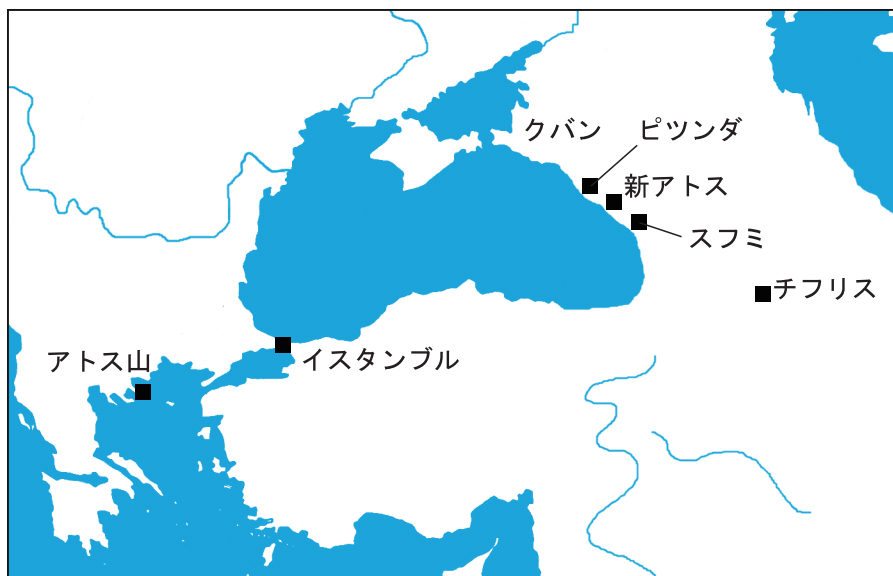 クバン
ピツンダ
新アトス
スフミ
チフリス
アトス山
イスタンブル